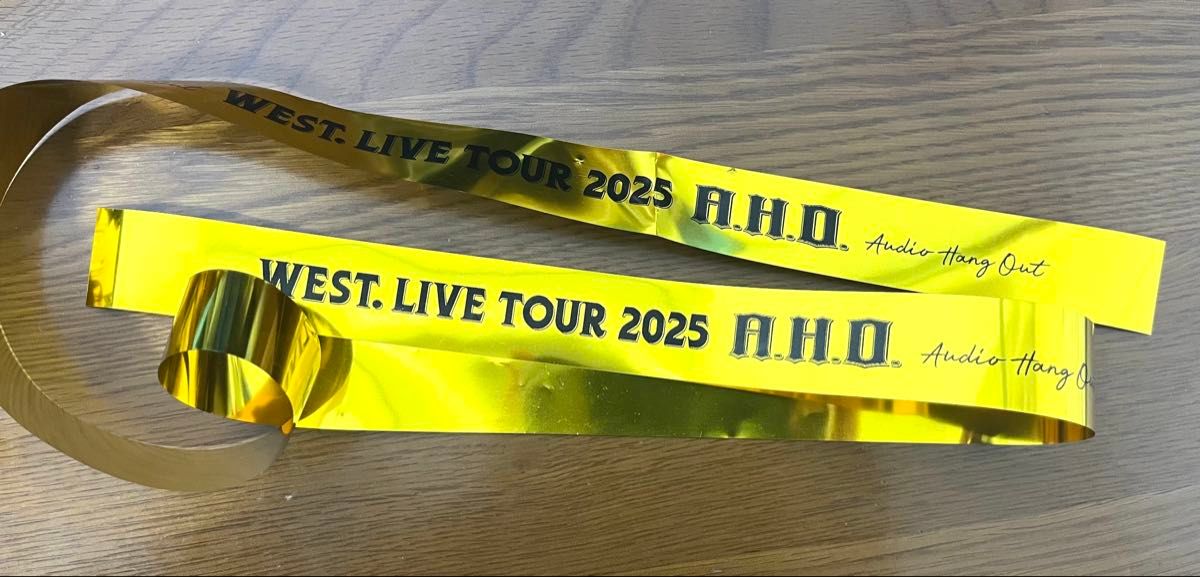 WEST. LIVE TOUR 2025 A.H.O. Audio Hang Out
WEST. LIVE TOUR 2025 A.H.O. Audio Hang